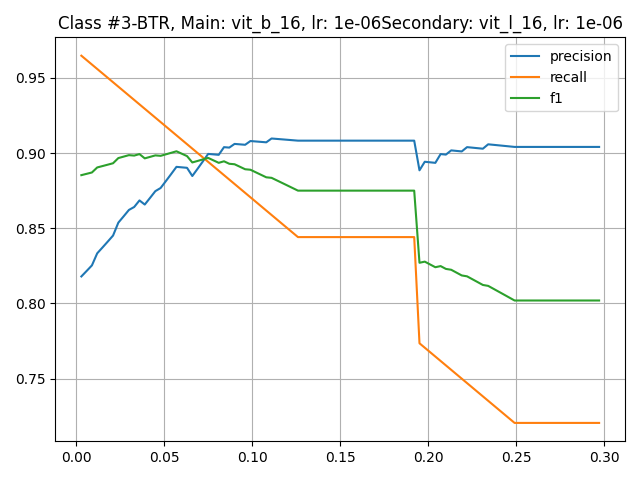 Class #3-BTR, Main: vit_b_16, lr: 1e-06Secondary: vit_l_16, lr: 1e-06
precision
recall
f1
0.95
0.90
0.85
0.80
0.75
0.00 0.05 0.10 0.15 0.20 0.25 0.30